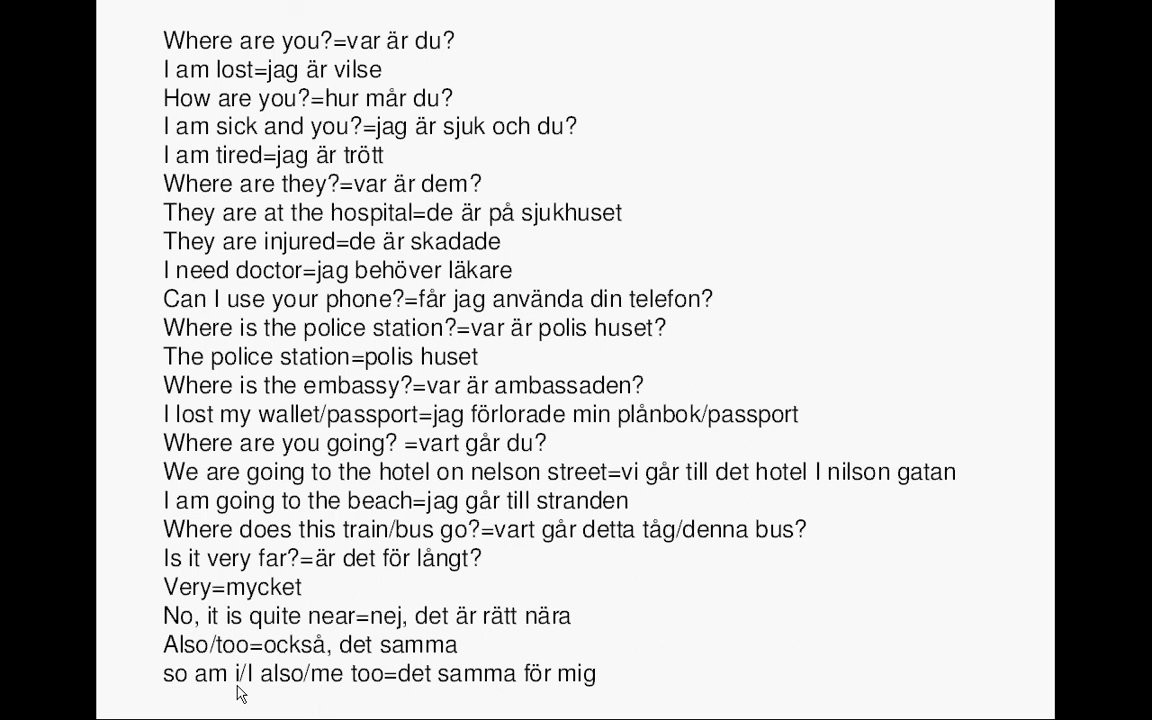 Where are you?=var är du?
I am lost=jag är vilse
How are you?=hur mår du?
I am sick and you?=jag är sjuk och du?
I am tired=jag är trött
Where are they?=var är dem?
They are at the hospital=de är på sjukhuset
They are injured=de är skadade
I need doctor=jag behöver läkare
Can I use your phone?=får jag använda din telefon?
Where is the police station?=var är polis huset?
The police station=polis huset
Where is the embassy?=var är ambassaden?
I lost my wallet/passport=jag förlorade min plånbok/passport
Where are you going? =vart går du?
We are going to the hotel on nelson street=vi går till det hotel I nilson gatan
I am going to the beach=jag går till stranden
Where does this train/bus go?=vart går detta tåg/denna bus?
Is it very far?=är det för långt?
Very=mycket
No, it is quite near=nej, det är rätt nära
Also/too=också, det samma
so am i/I also/me too=det samma för mig